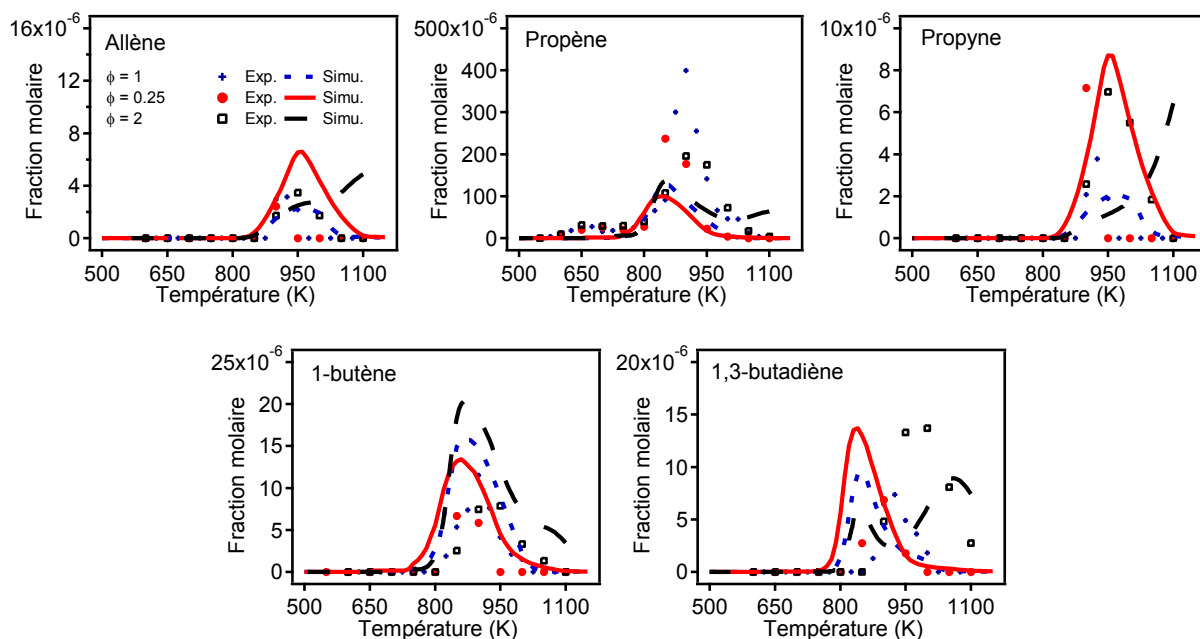 16x10-6
12
8
4
0
Fraction molaire
Allène
ϕ = 1 Exp. Simu.
ϕ = 0.25 Exp. Simu.
ϕ = 2 Exp. Simu.
500 650 800 950 1100
Température (K)
500x10-6
400
300
200
100
0
Fraction molaire
Propène
500 650 800 950 1100
Température (K)
10x10-6
8
6
4
2
0
Fraction molaire
Propyne
500 650 800 950 1100
Température (K)
25x10-6
20
15
10
5
0
Fraction molaire
1-butène
500 650 800 950 1100
Température (K)
20x10-6
15
10
5
0
Fraction molaire
1,3-butadiène
500 650 800 950 1100
Température (K)